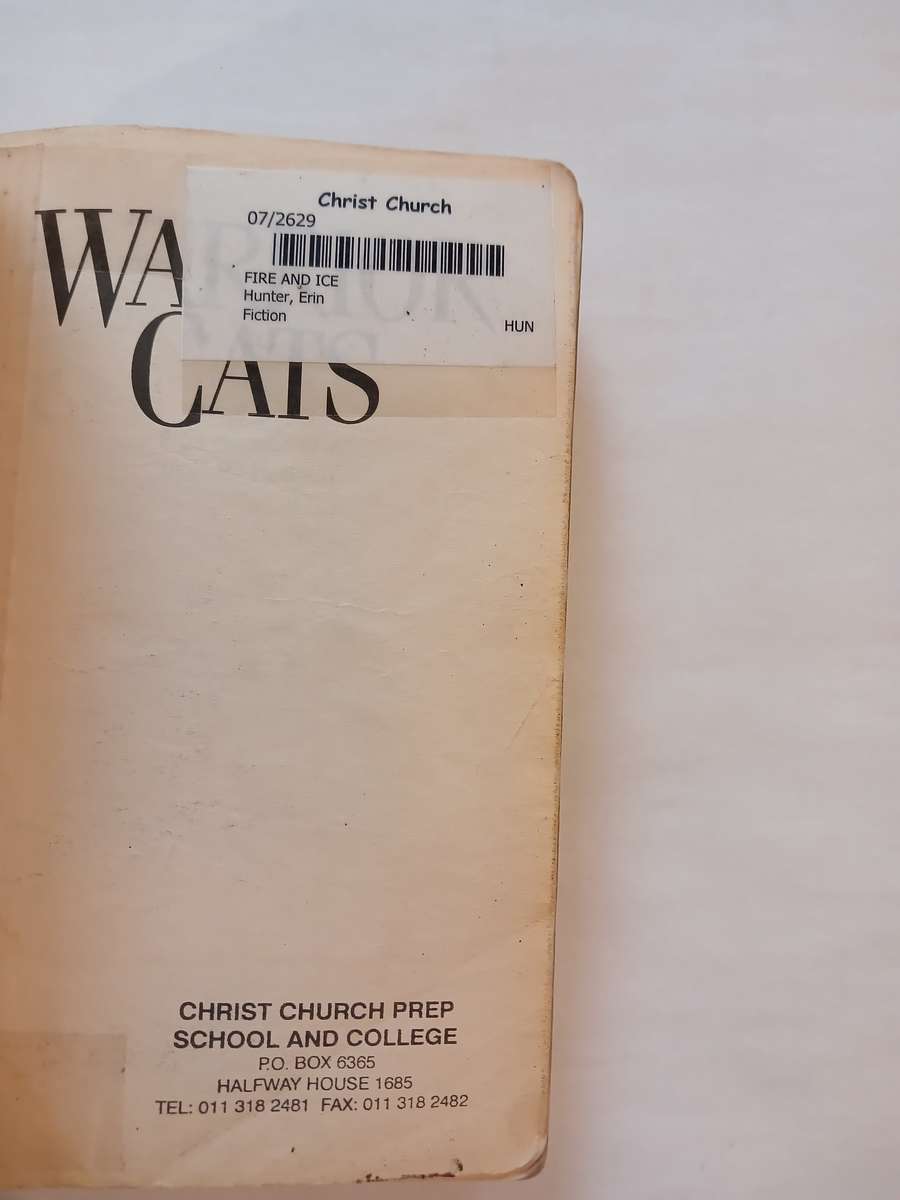 WARRIOR
CATS
Christ Church
07/2629
FIRE AND ICE
Hunter, Erin
Fiction
HUN
CHRIST CHURCH PREP
SCHOOL AND COLLEGE
P.O. BOX 6365
HALFWAY HOUSE 1685
TEL: 011 318 2481 FAX: 011 318 2482